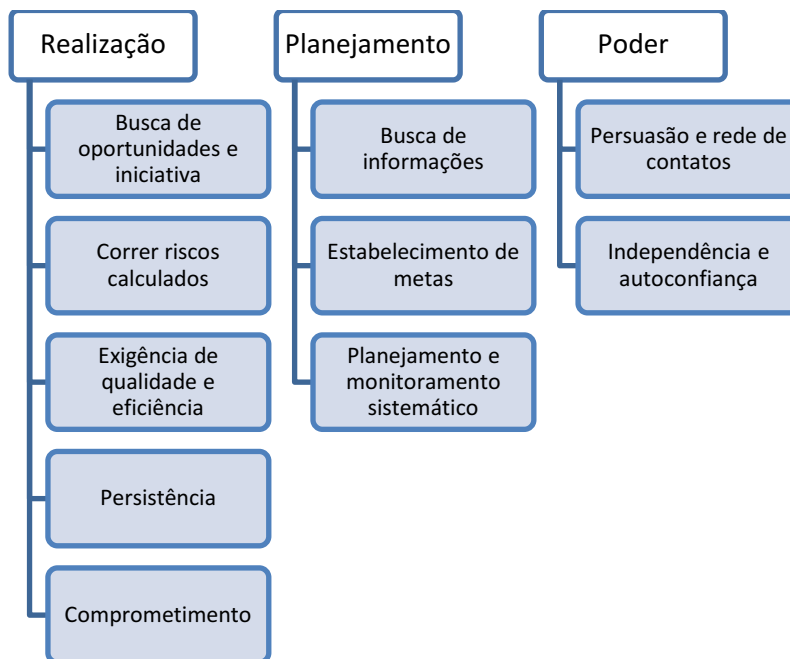 Realização
Busca de
oportunidades e
iniciativa
Correr riscos
calculados
Exigência de
qualidade e
eficiência
Persistência
Comprometimento
Planejamento
Busca de
informações
Estabelecimento de
metas
Planejamento e
monitoramento
sistemático
Poder
Persuasão e rede de
contatos
Independência e
autoconfiança